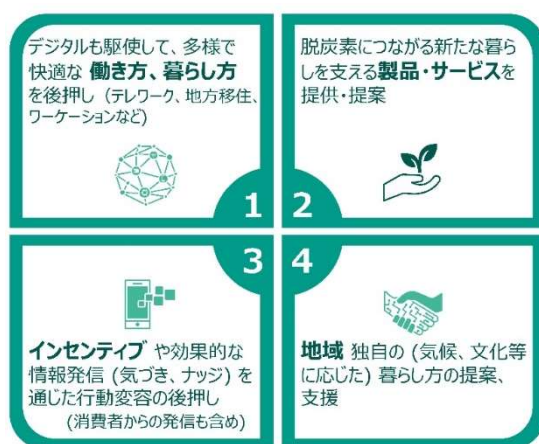 デジタルも駆使して、多様で
快適な 働き方、暮らし方
を後押し（テレワーク、地方移住、
ワーケーションなど）
1
脱炭素につながる新たな暮ら
しを支える製品・サービスを
提供・提案
2
3
インセンティブ や効果的な
情報発信 (気づき、ナッジ) を
通じた行動変容の後押し
(消費者からの発信も含め)
4
地域 独自の (気候、文化等
に応じた) 暮らし方の提案、
支援